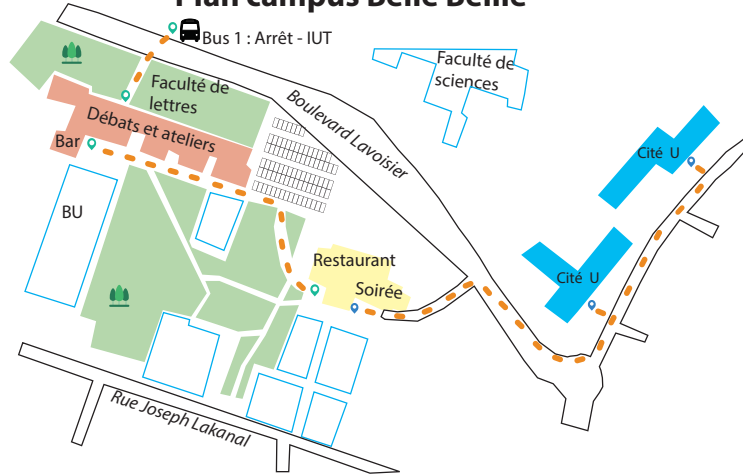 Plan campus Belle Beille
Bus 1 : Arrêt - IUT
Faculté de
sciences
Faculté de
lettres
Boulevard Lavoisier
Débats et ateliers
Bar
Cité U
BU
Restaurant
Soirée
Cité U
Rue Joseph Lakanal